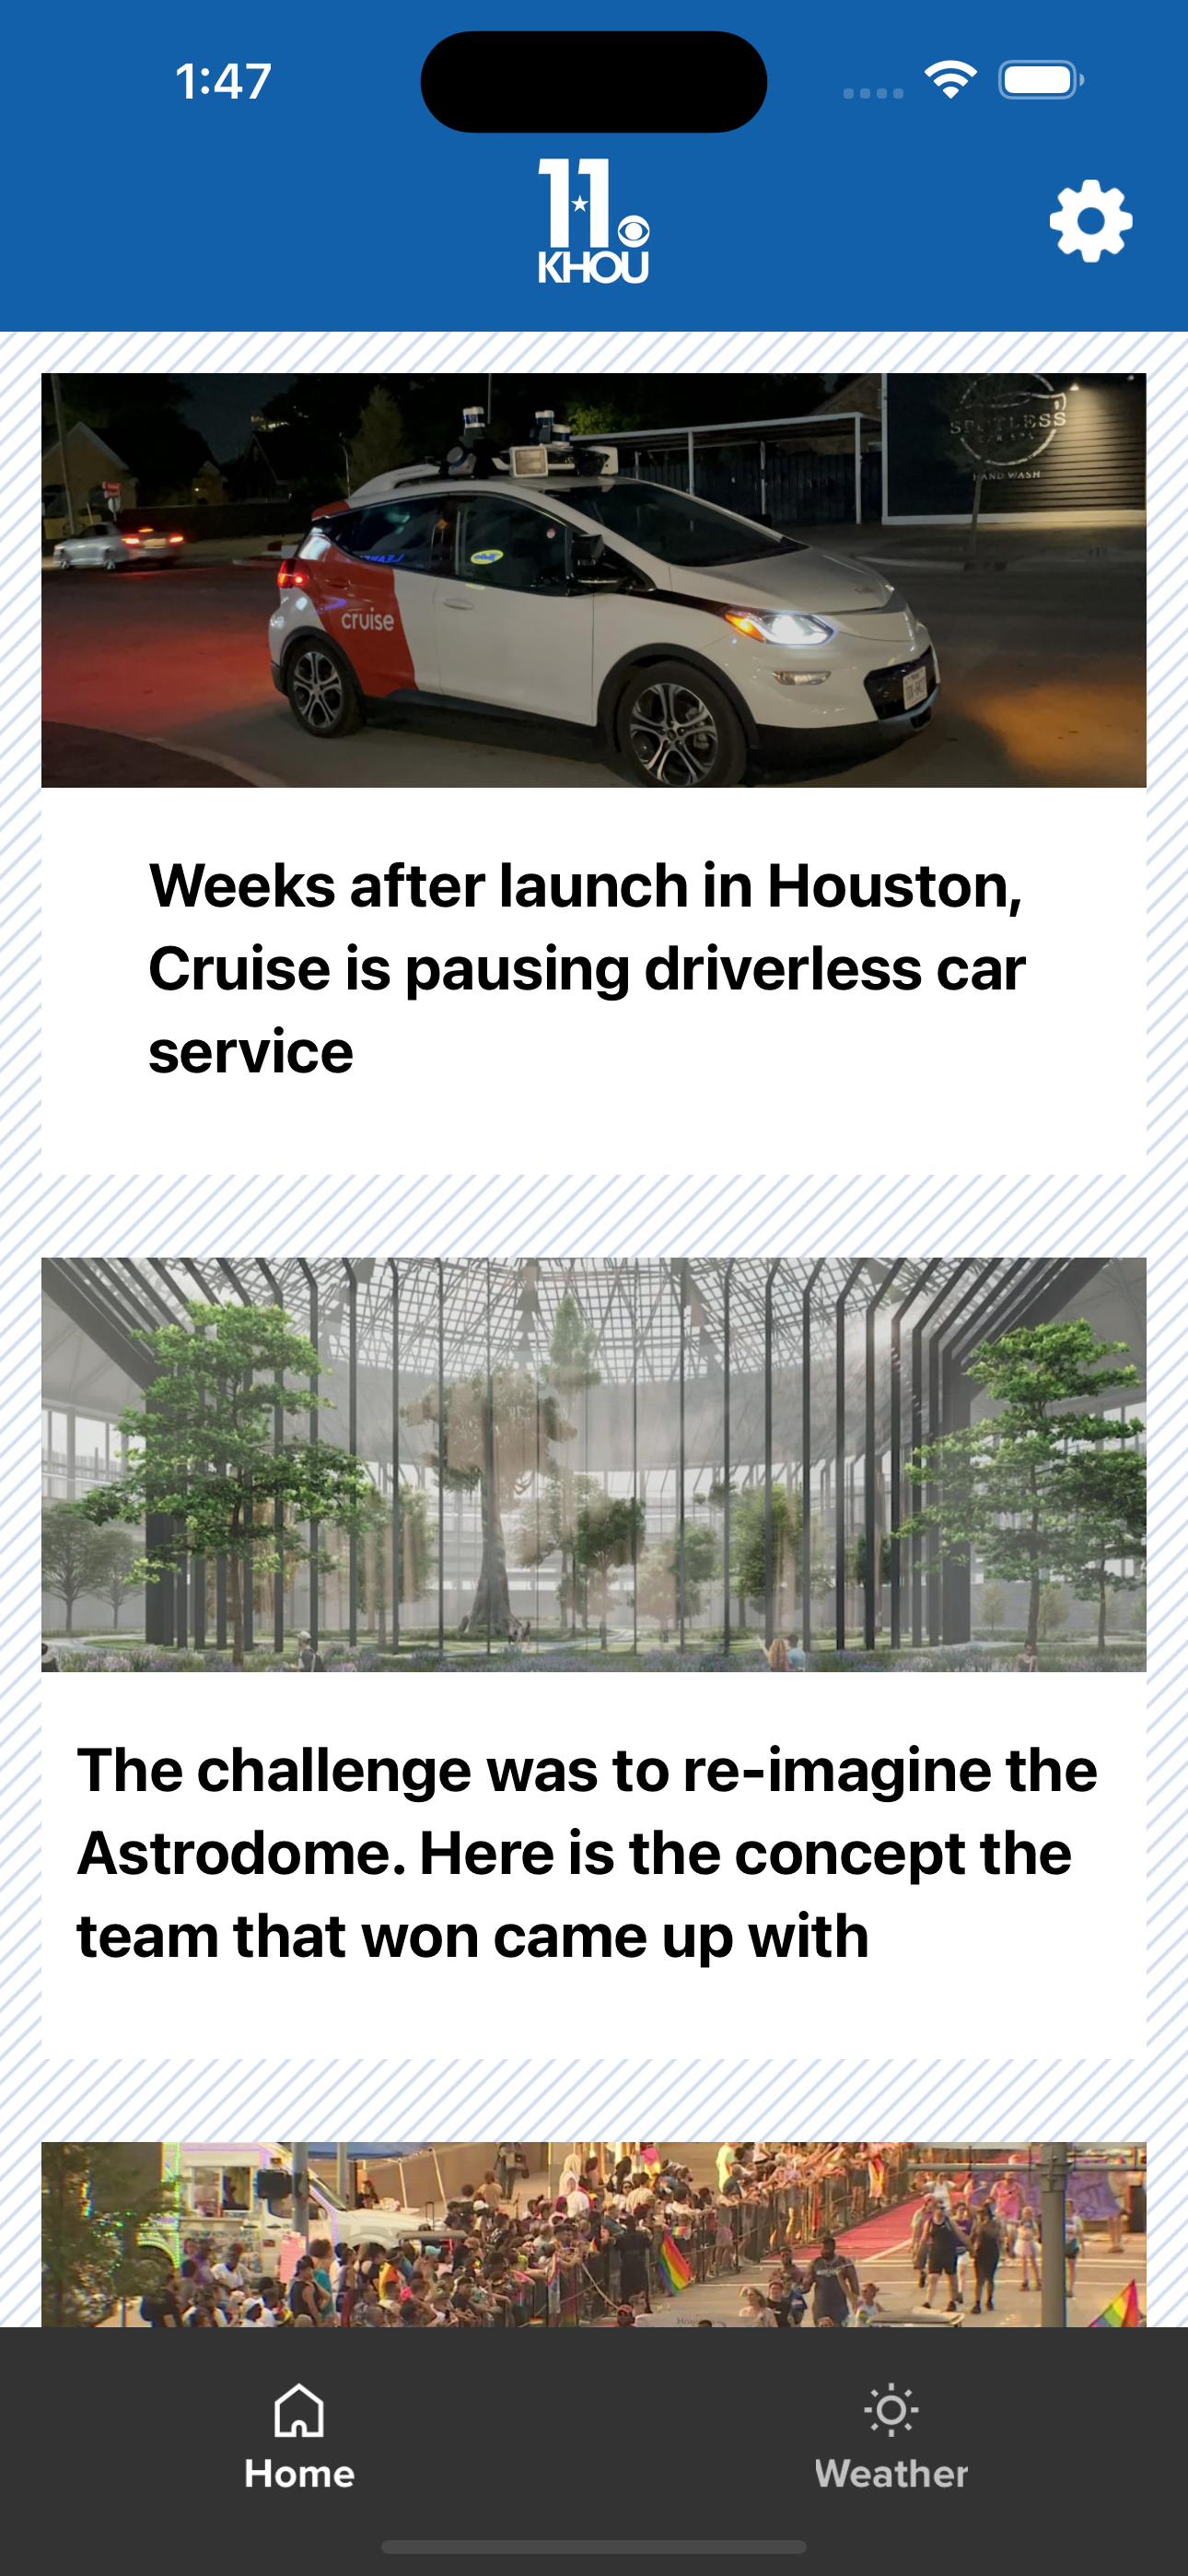 1:47
11
KHOU
SPOTLESS
HAND WASH
cruise
Weeks after launch in Houston,
Cruise is pausing driverless car
service
The challenge was to re-imagine the
Astrodome. Here is the concept the
team that won came up with
Home
Weather